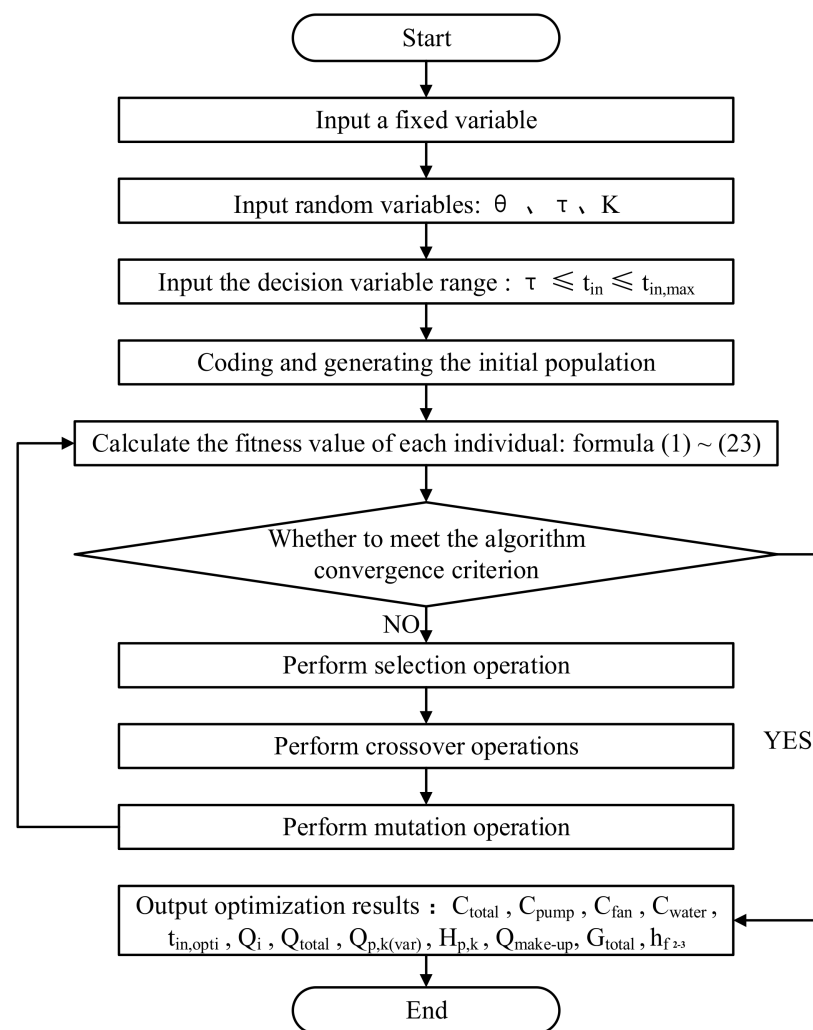 Start
Input a fixed variable
Input random variables: θ 、 τ、K
Input the decision variable range : τ ≤ t_in ≤ t_in,max
Coding and generating the initial population
Calculate the fitness value of each individual: formula (1) ~ (23)
Whether to meet the algorithm
convergence criterion
NO
Perform selection operation
Perform crossover operations
YES
Perform mutation operation
Output optimization results： C_total , C_pump , C_fan , C_water ,
t_in,opti , Q_i , Q_total , Q_p,k(var) , H_p,k , Q_make-up, G_total , h_f 2-3
End